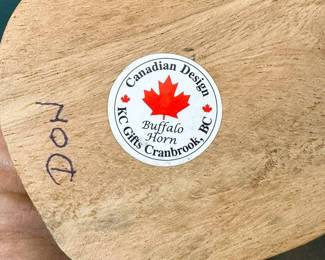 Canadian Design
Buffalo
Horn
KC Gifts Cranbrook, BC
DON